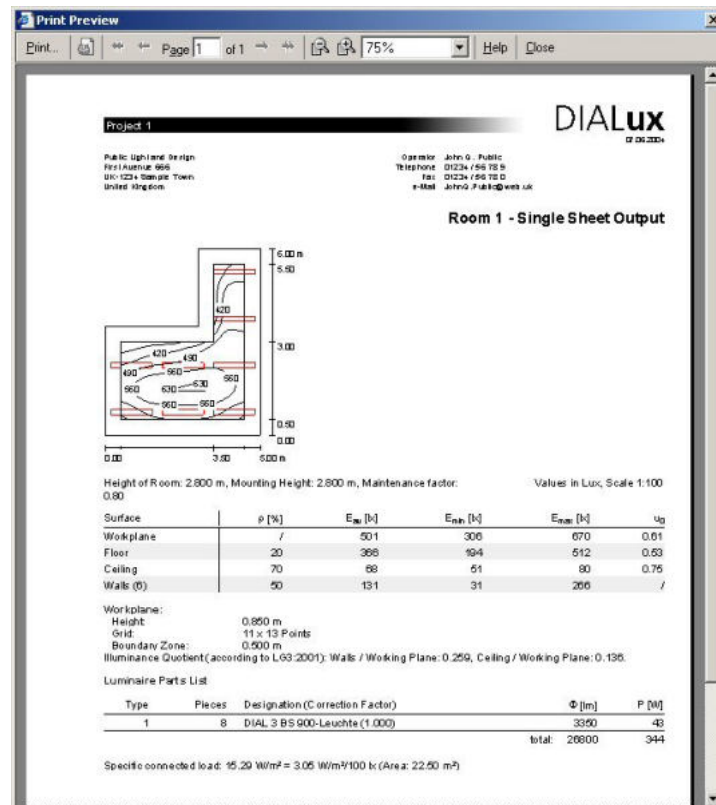 Print Preview
Print... Page 1 of 1 75% Help Close
Project 1
DIALux
07.06.2004
Public Light and Design
First Avenue 666
UK-1234 Sample Town
United Kingdom
Operator John Q. Public
Telephone 01234 / 56 78 9
Fax 01234 / 56 78 0
e-Mail JohnQ.Public@web.uk
Room 1 - Single Sheet Output
6.00 m
5.50
420
3.00
420
490
490
560
560
560
630
630
560
560
0.50
0.00
0.00 3.50 5.00 m
Height of Room: 2.800 m, Mounting Height: 2.800 m, Maintenance factor: 0.80
Values in Lux, Scale 1:100
Surface ρ [%] Eav [lx] Emin [lx] Emax [lx] u0
Workplane / 501 306 670 0.61
Floor 20 366 194 512 0.53
Ceiling 70 68 51 80 0.75
Walls (6) 50 131 31 266 /
Workplane:
Height: 0.850 m
Grid: 11 x 13 Points
Boundary Zone: 0.500 m
Illuminance Quotient (according to LG3:2001): Walls / Working Plane: 0.259, Ceiling / Working Plane: 0.136.
Luminaire Parts List
Type Pieces Designation (Correction Factor) Φ [lm] P [W]
1 8 DIAL 3 BS 900-Leuchte (1.000) 3350 43
total: 26800 344
Specific connected load: 15.29 W/m² = 3.05 W/m²/100 lx (Area: 22.50 m²)